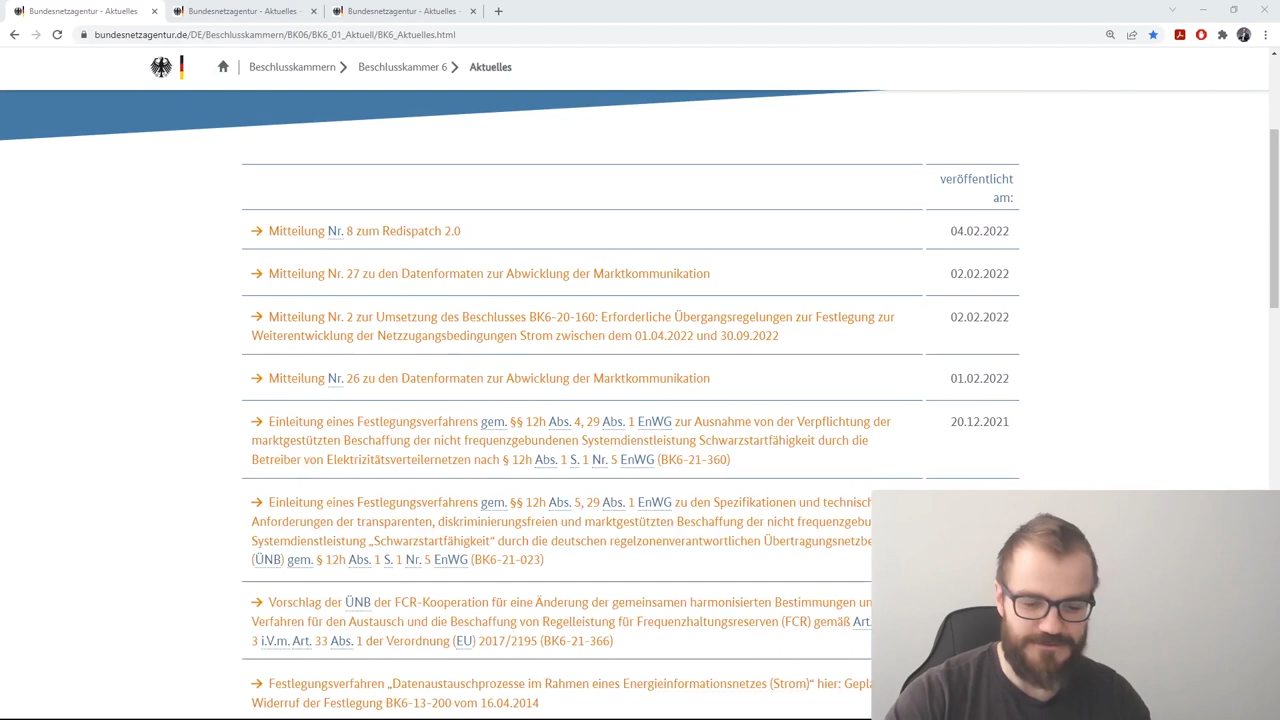 Bundesnetzagentur - Aktuelles
Bundesnetzagentur - Aktuelles -
Bundesnetzagentur - Aktuelles -
bundesnetzagentur.de/DE/Beschlusskammern/BK06/BK6_01_Aktuell/BK6_Aktuelles.html
Beschlusskammern
Beschlusskammer 6
Aktuelles
veröffentlicht
am:
Mitteilung Nr. 8 zum Redispatch 2.0
04.02.2022
Mitteilung Nr. 27 zu den Datenformaten zur Abwicklung der Marktkommunikation
02.02.2022
Mitteilung Nr. 2 zur Umsetzung des Beschlusses BK6-20-160: Erforderliche Übergangsregelungen zur Festlegung zur
02.02.2022
Weiterentwicklung der Netzzugangsbedingungen Strom zwischen dem 01.04.2022 und 30.09.2022
Mitteilung Nr. 26 zu den Datenformaten zur Abwicklung der Marktkommunikation
01.02.2022
Einleitung eines Festlegungsverfahrens gem. §§ 12h Abs. 4, 29 Abs. 1 EnWG zur Ausnahme von der Verpflichtung der
20.12.2021
marktgestützten Beschaffung der nicht frequenzgebundenen Systemdienstleistung Schwarzstartfähigkeit durch die
Betreiber von Elektrizitätsverteilernetzen nach § 12h Abs. 1 S. 1 Nr. 5 EnWG (BK6-21-360)
Einleitung eines Festlegungsverfahrens gem. §§ 12h Abs. 5, 29 Abs. 1 EnWG zu den Spezifikationen und technisch
Anforderungen der transparenten, diskriminierungsfreien und marktgestützten Beschaffung der nicht frequenzgebu
Systemdienstleistung „Schwarzstartfähigkeit“ durch die deutschen regelzonenverantwortlichen Übertragungsnetzbe
(ÜNB) gem. § 12h Abs. 1 S. 1 Nr. 5 EnWG (BK6-21-023)
Vorschlag der ÜNB der FCR-Kooperation für eine Änderung der gemeinsamen harmonisierten Bestimmungen un
Verfahren für den Austausch und die Beschaffung von Regelleistung für Frequenzhaltungsreserven (FCR) gemäß Art.
3 i.V.m. Art. 33 Abs. 1 der Verordnung (EU) 2017/2195 (BK6-21-366)
Festlegungsverfahren „Datenaustauschprozesse im Rahmen eines Energieinformationsnetzes (Strom)“ hier: Gepla
Widerruf der Festlegung BK6-13-200 vom 16.04.2014